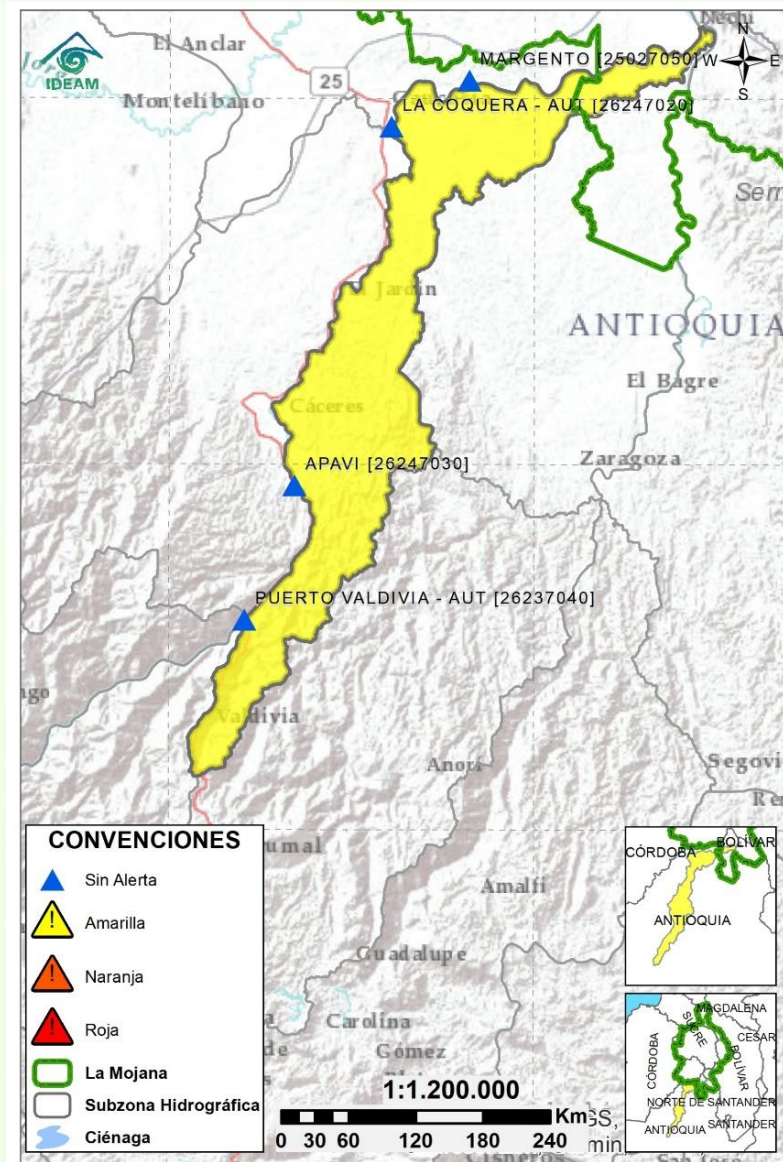 Nechí
N
W
E
S
IDEAM
El Anclar
Montelíbano
25
MARGENTO [25027050]
LA COQUERA - AUT [26247020]
El Jardín
ANTIOQUIA
El Bagre
Cáceres
Zaragoza
APAVI [26247030]
PUERTO VALDIVIA - AUT [26237040]
Valdivia
Anorí
Amalfi
Guadalupe
Carolina
Gómez
CONVENCIONES
Sin Alerta
Amarilla
Naranja
Roja
La Mojana
Subzona Hidrográfica
Ciénaga
1:1.200.000
Km
0 30 60 120 180 240
CÓRDOBA
BOLÍVAR
ANTIOQUIA
MAGDALENA
SUCRE
CESAR
CÓRDOBA
BOLÍVAR
NORTE DE SANTANDER
ANTIOQUIA
SANTANDER